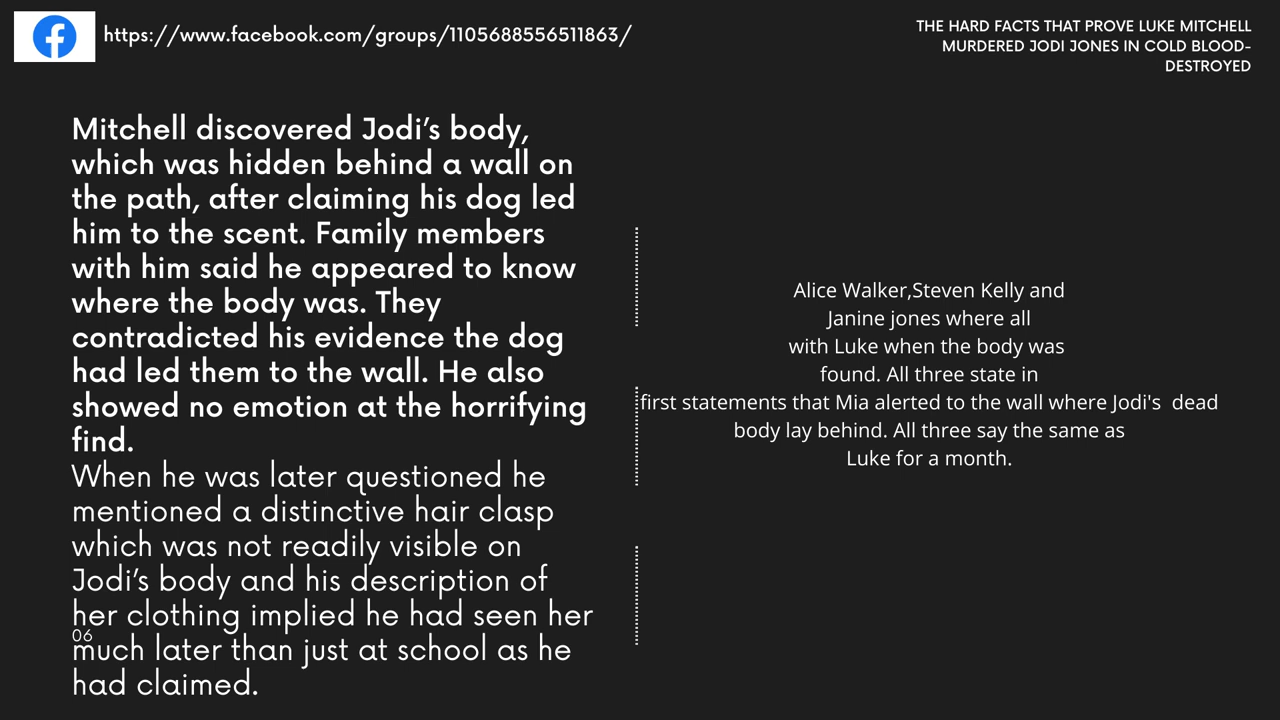 https://www.facebook.com/groups/1105688556511863/
THE HARD FACTS THAT PROVE LUKE MITCHELL
MURDERED JODI JONES IN COLD BLOOD-
DESTROYED
Mitchell discovered Jodi’s body,
which was hidden behind a wall on
the path, after claiming his dog led
him to the scent. Family members
with him said he appeared to know
where the body was. They
contradicted his evidence the dog
had led them to the wall. He also
showed no emotion at the horrifying
find.
When he was later questioned he
mentioned a distinctive hair clasp
which was not readily visible on
Jodi’s body and his description of
her clothing implied he had seen her
06
much later than just at school as he
had claimed.
Alice Walker,Steven Kelly and
Janine jones where all
with Luke when the body was
found. All three state in
first statements that Mia alerted to the wall where Jodi's  dead
body lay behind. All three say the same as
Luke for a month.